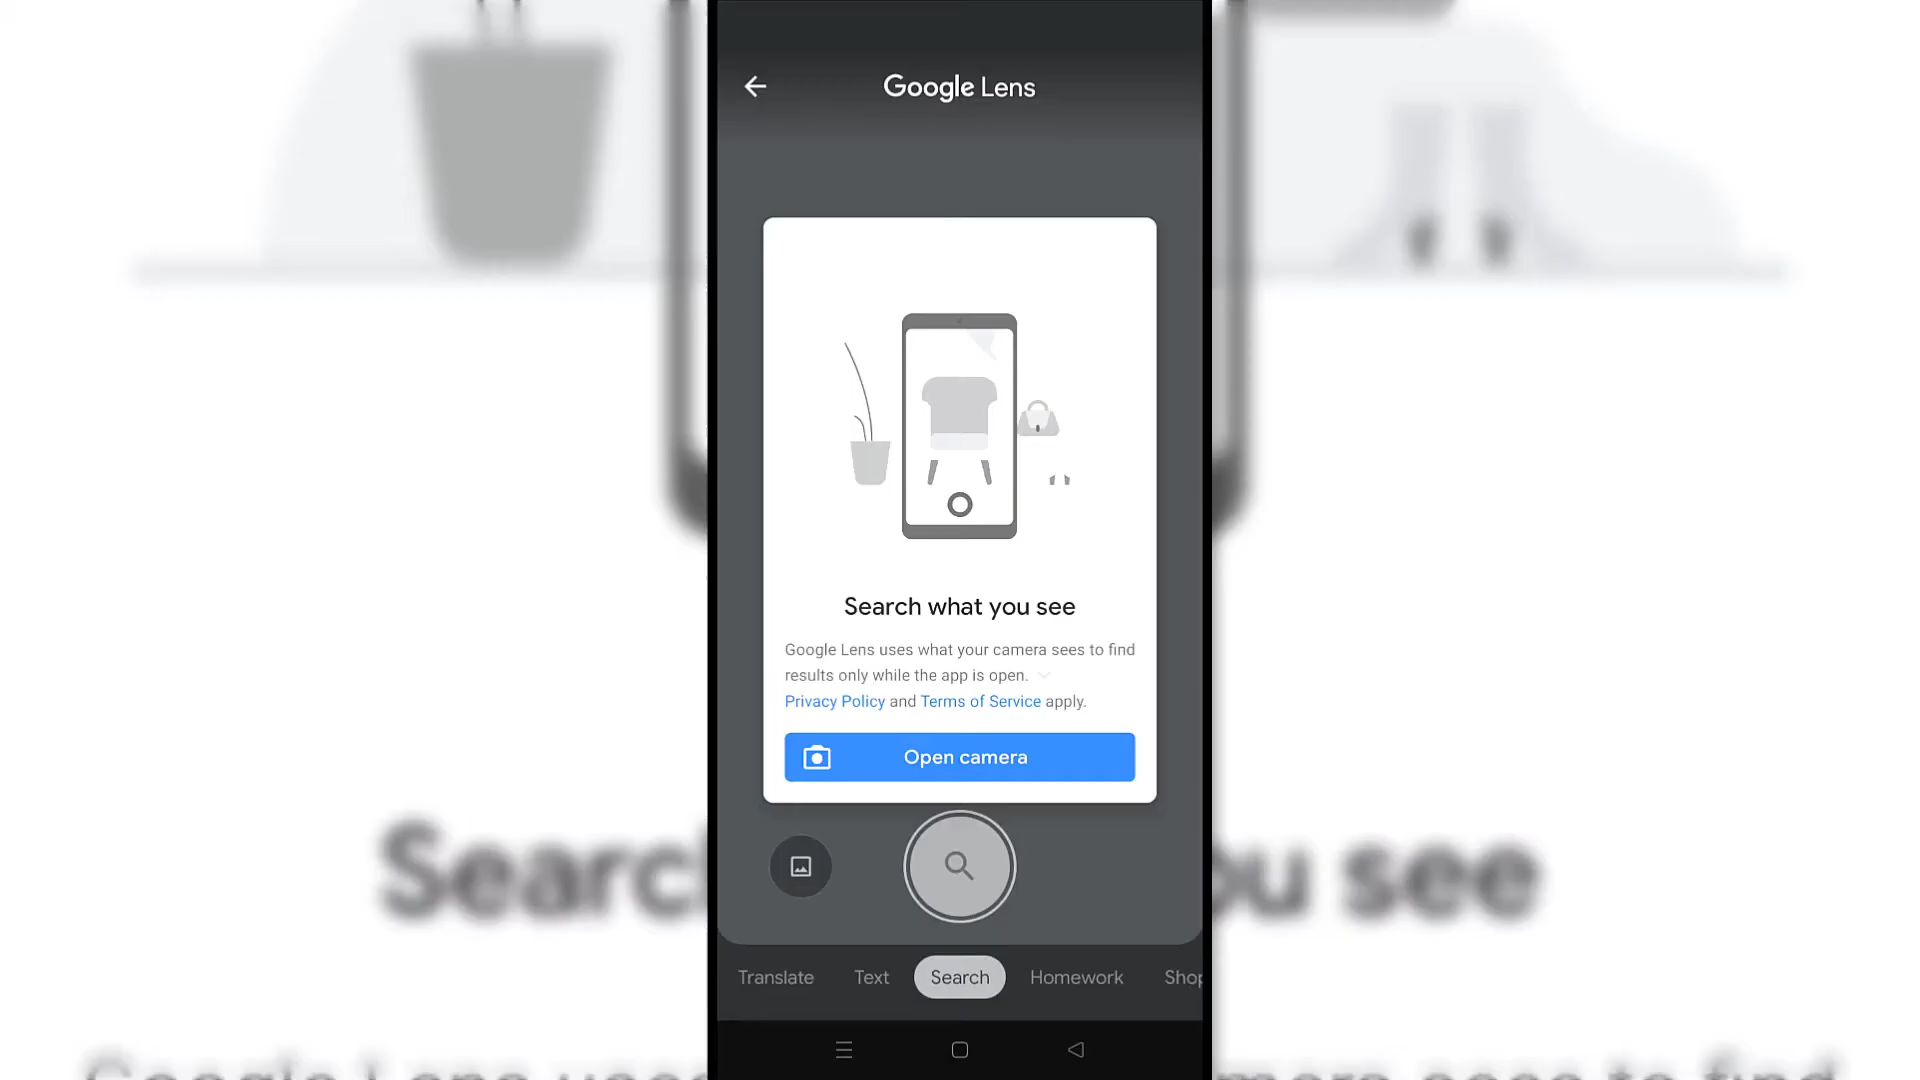 Google Lens
Search what you see
Google Lens uses what your camera sees to find
results only while the app is open.
Privacy Policy and Terms of Service apply.
Open camera
Translate Text Search Homework Shop